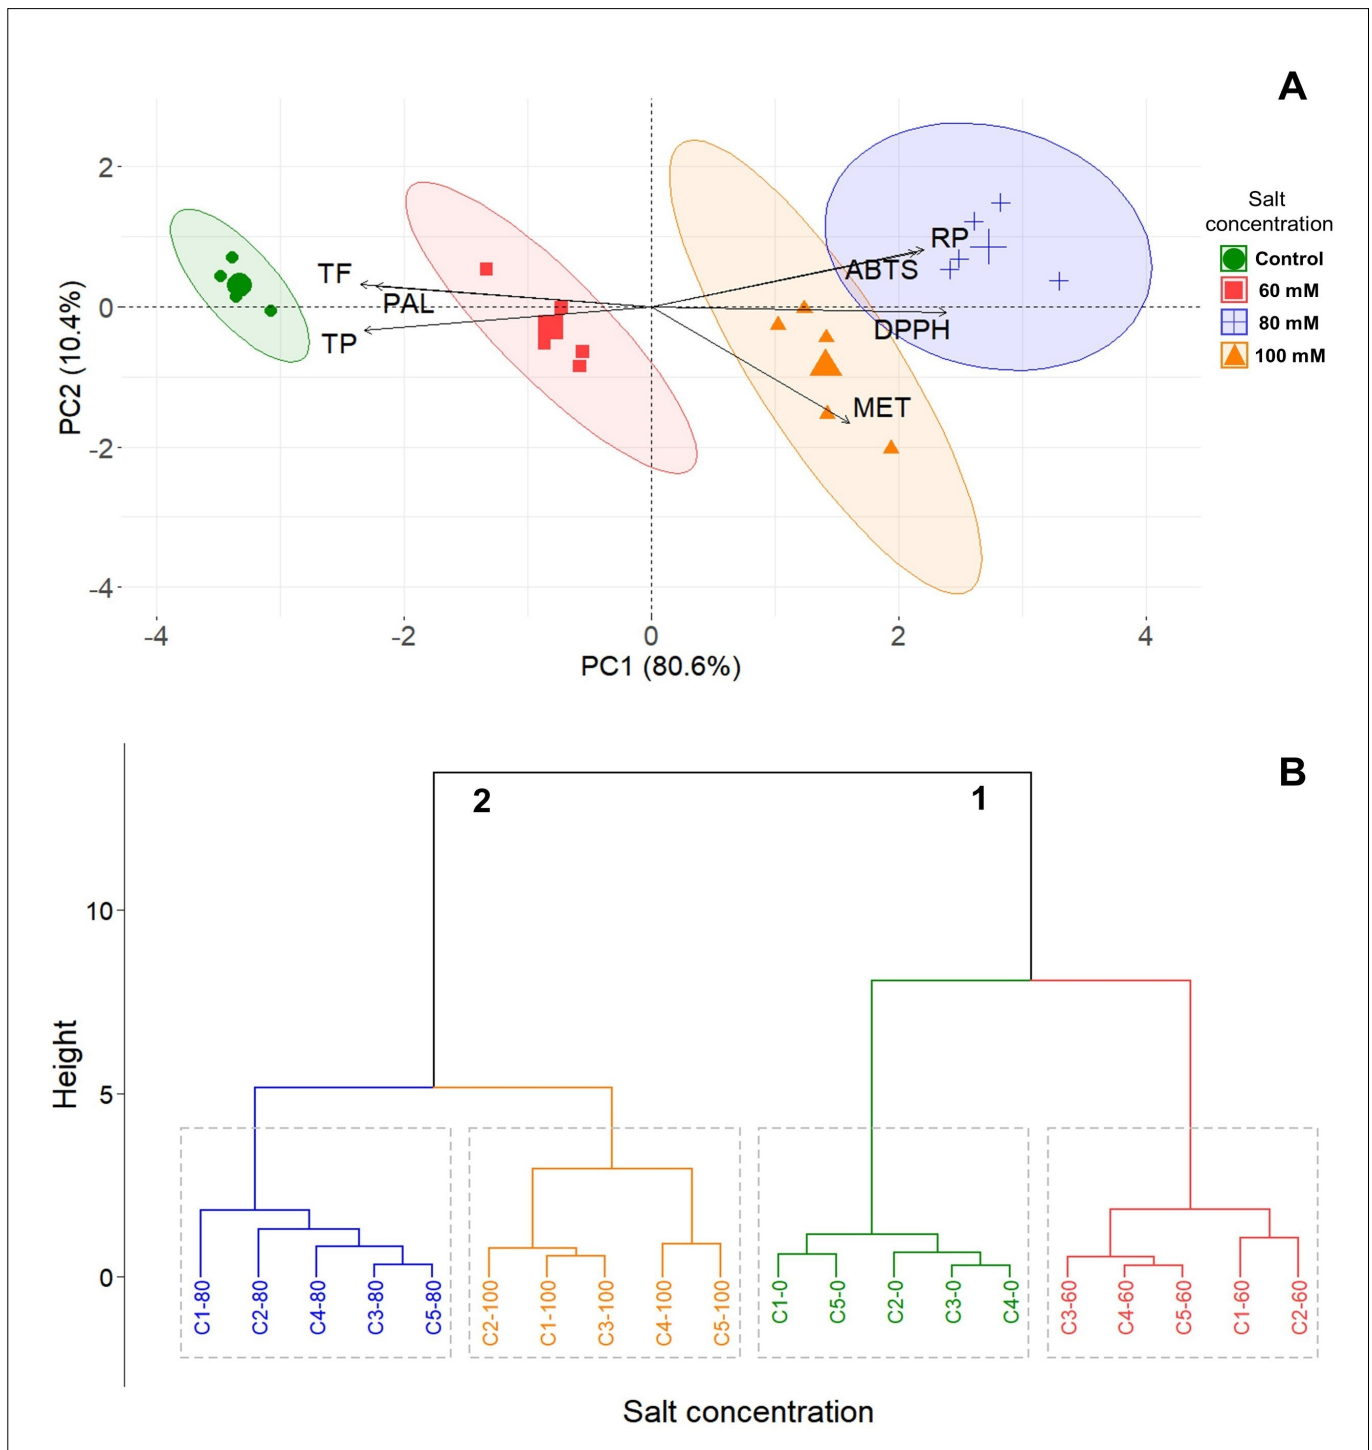 A
Salt
concentration
Control
60 mM
80 mM
100 mM
PC2 (10.4%)
2
0
-2
-4
TF
PAL
TP
RP
ABTS
DPPH
MET
-4 -2 0 2 4
PC1 (80.6%)
B
2 1
Height
10
5
0
C1-80 C2-80 C4-80 C3-80 C5-80 C2-100 C1-100 C3-100 C4-100 C5-100 C1-0 C5-0 C2-0 C3-0 C4-0 C3-60 C4-60 C5-60 C1-60 C2-60
Salt concentration